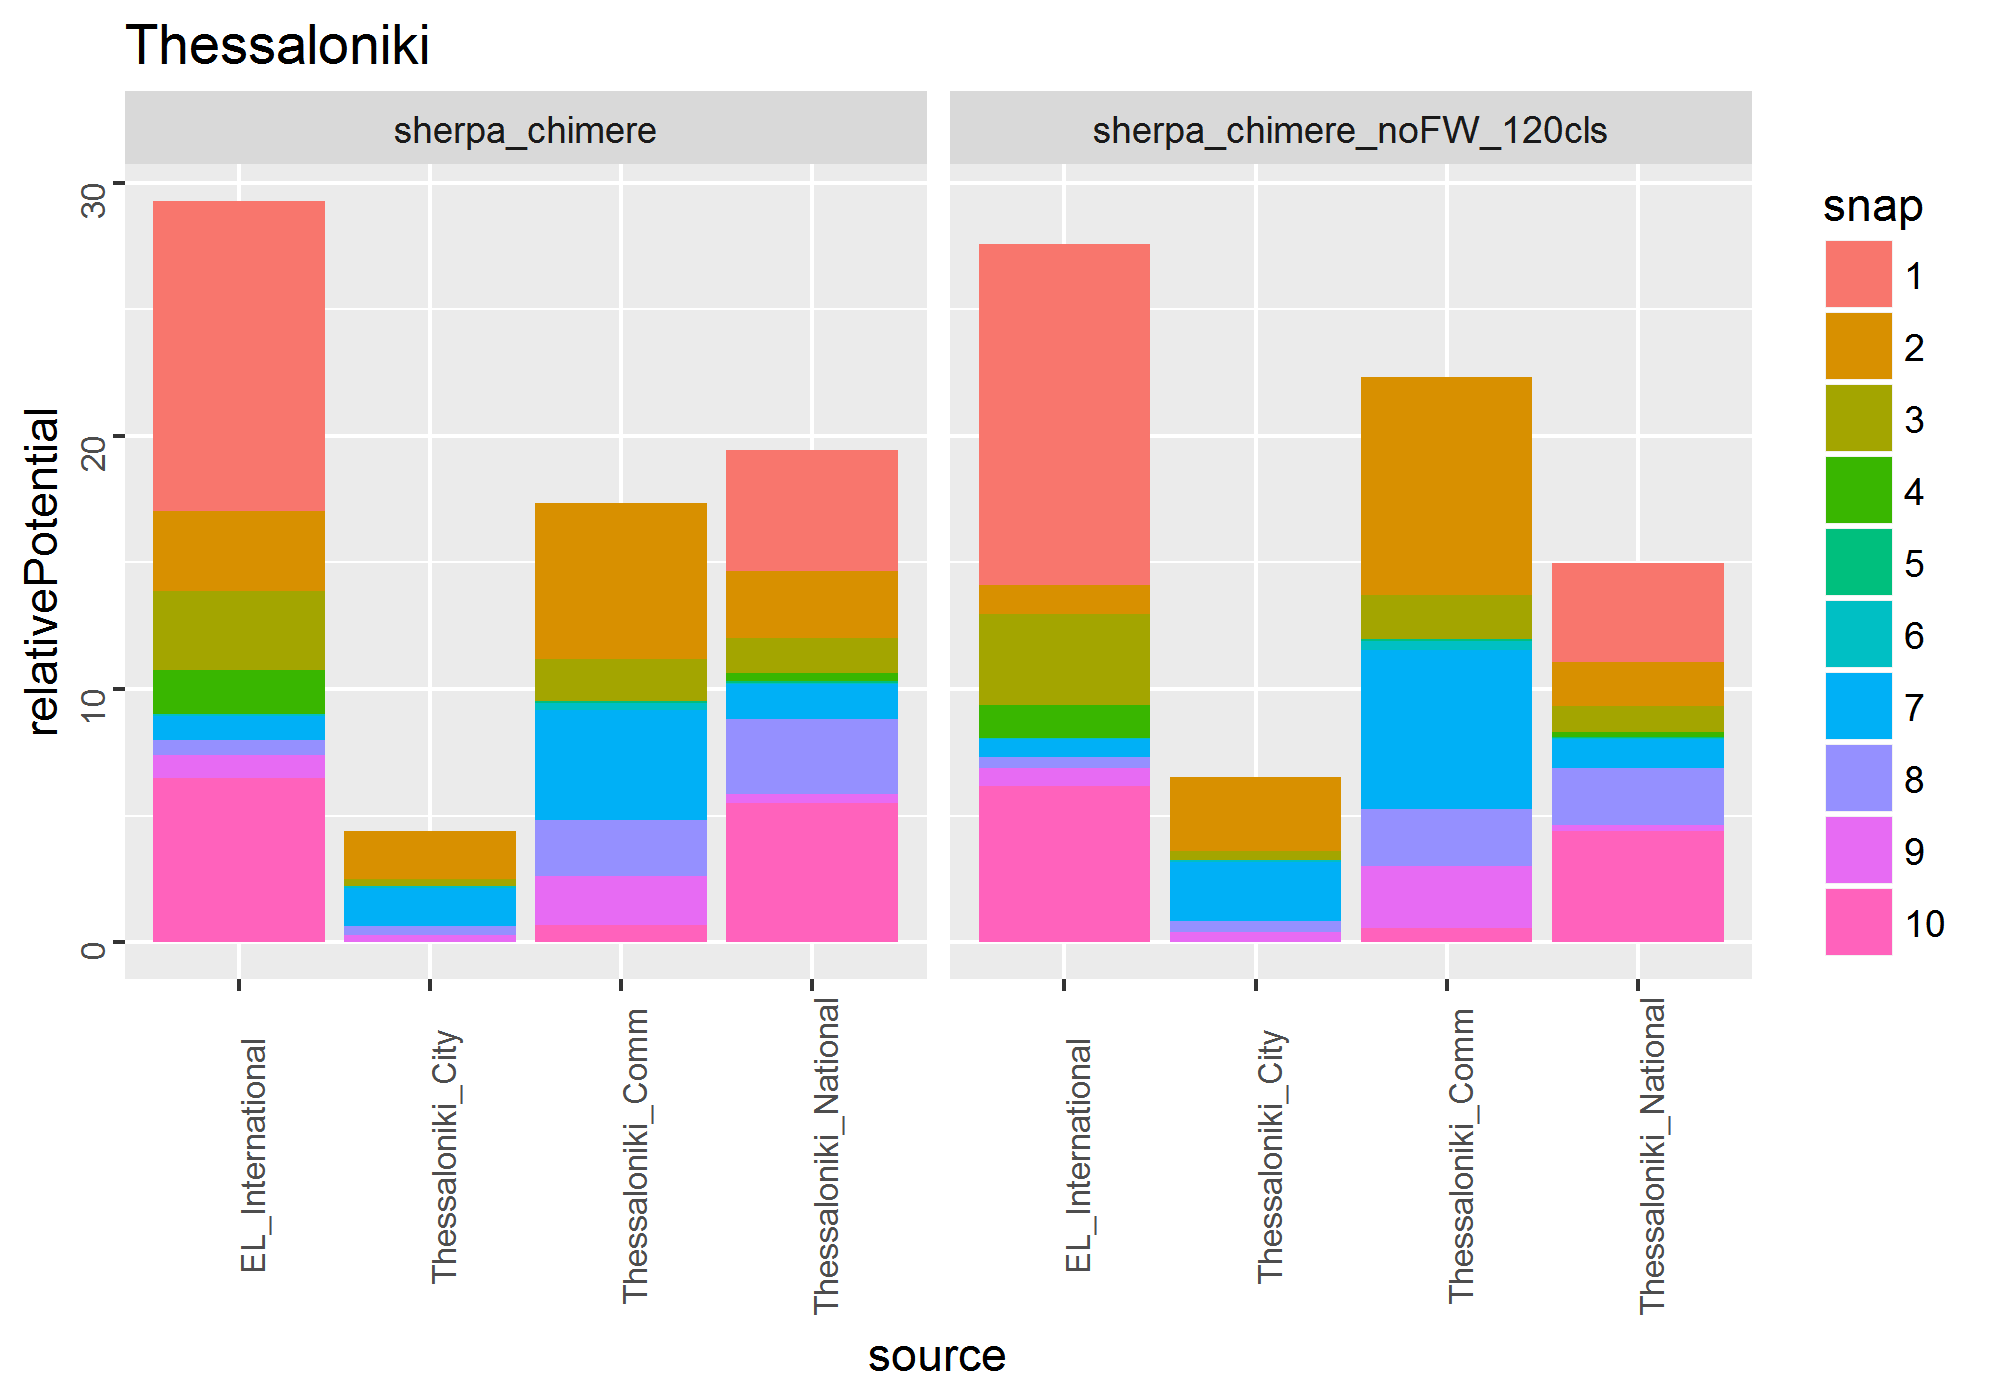 Thessaloniki
sherpa_chimere
sherpa_chimere_noFW_120cls
relativePotential
30
20
10
0
EL_International
Thessaloniki_City
Thessaloniki_Comm
Thessaloniki_National
EL_International
Thessaloniki_City
Thessaloniki_Comm
Thessaloniki_National
source
snap
1
2
3
4
5
6
7
8
9
10